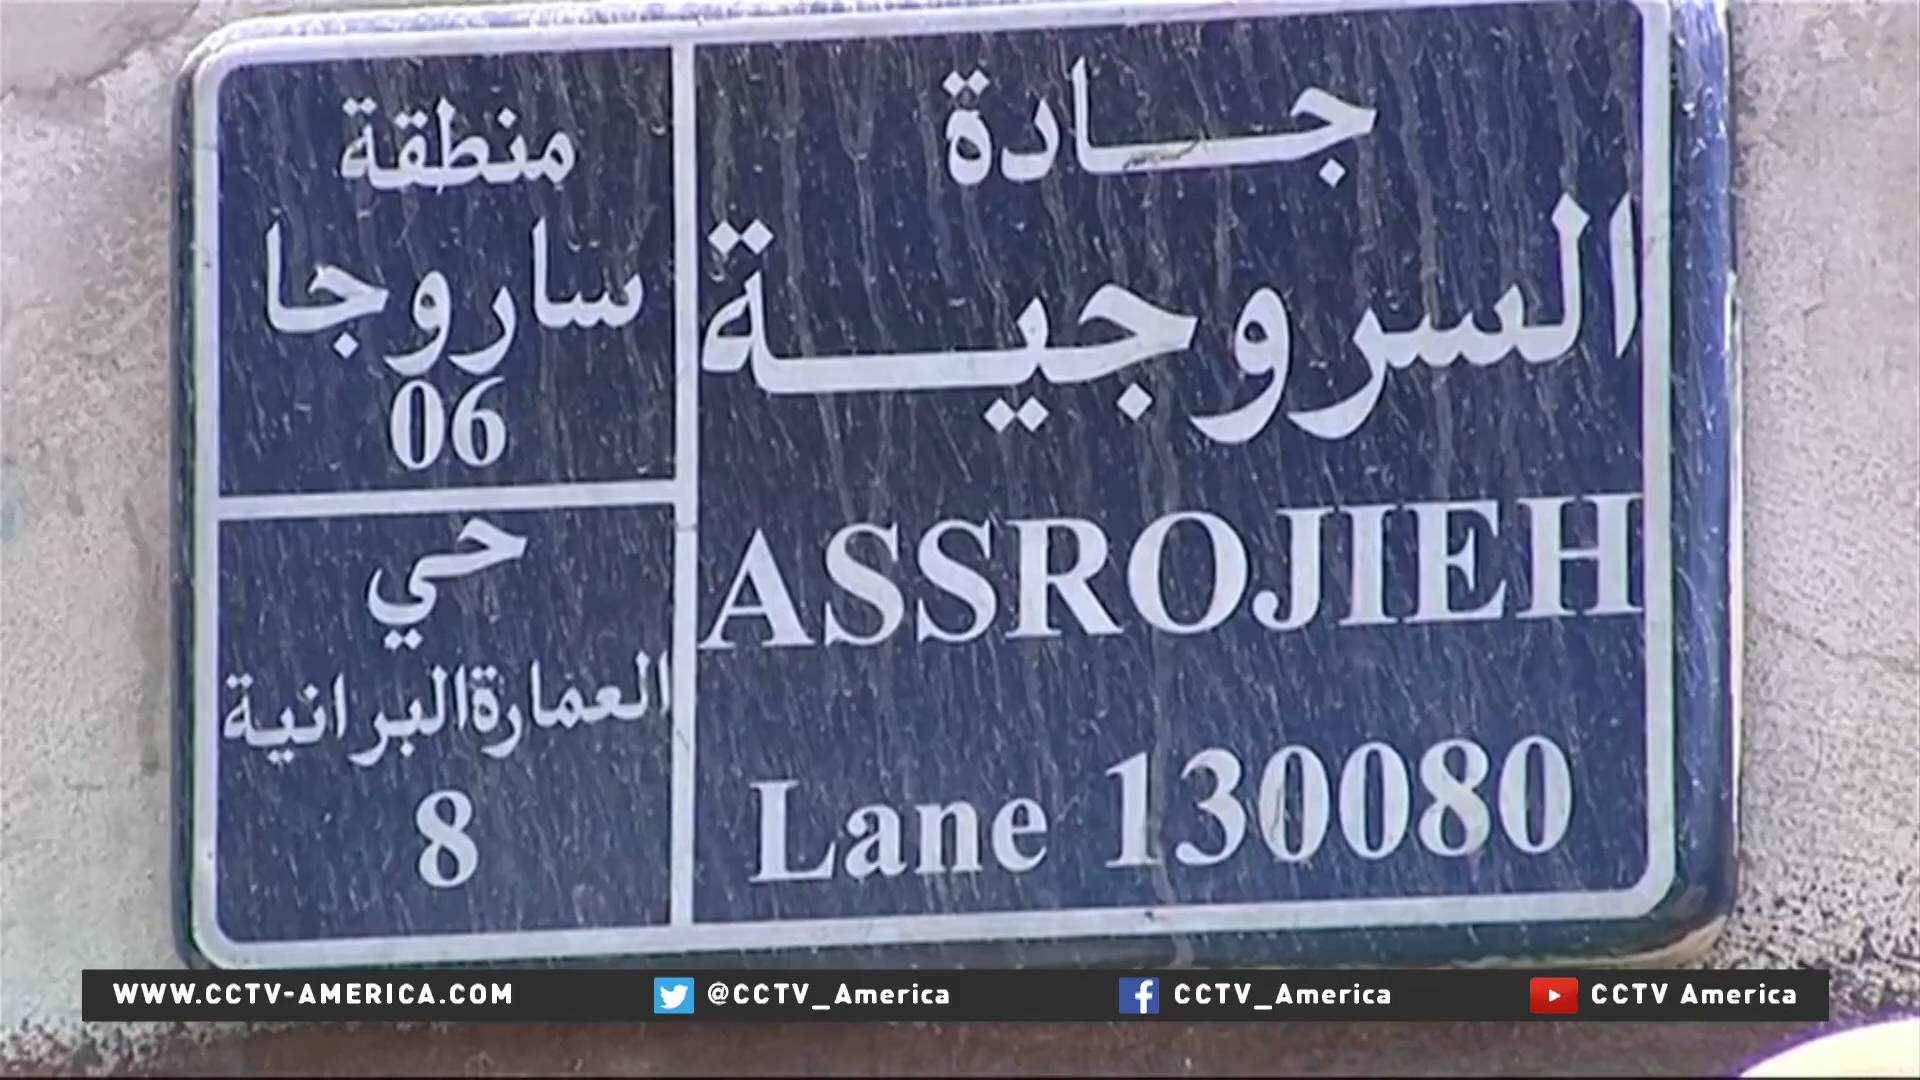 جادة
السروجية
ASSROJIEH
Lane 130080
منطقة
ساروجا
06
حي
العمارة البرانية
8
WWW.CCTV-AMERICA.COM @CCTV_America CCTV_America CCTV America